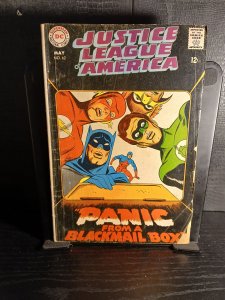 DC
MAY
NO. 62
JUSTICE
LEAGUE OF
AMERICA
12¢
PANIC
FROM A
BLACKMAIL BOX!